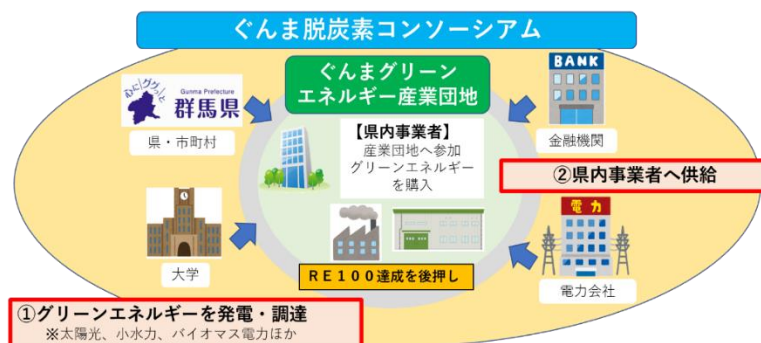 ぐんま脱炭素コンソーシアム
ぐんまグリーン
エネルギー産業団地
心にググっと
Gunma Prefecture
群馬県
県・市町村
BANK
金融機関
【県内事業者】
産業団地へ参加
グリーンエネルギー
を購入
②県内事業者へ供給
大学
電力
電力会社
RE100達成を後押し
①グリーンエネルギーを発電・調達
※太陽光、小水力、バイオマス電力ほか